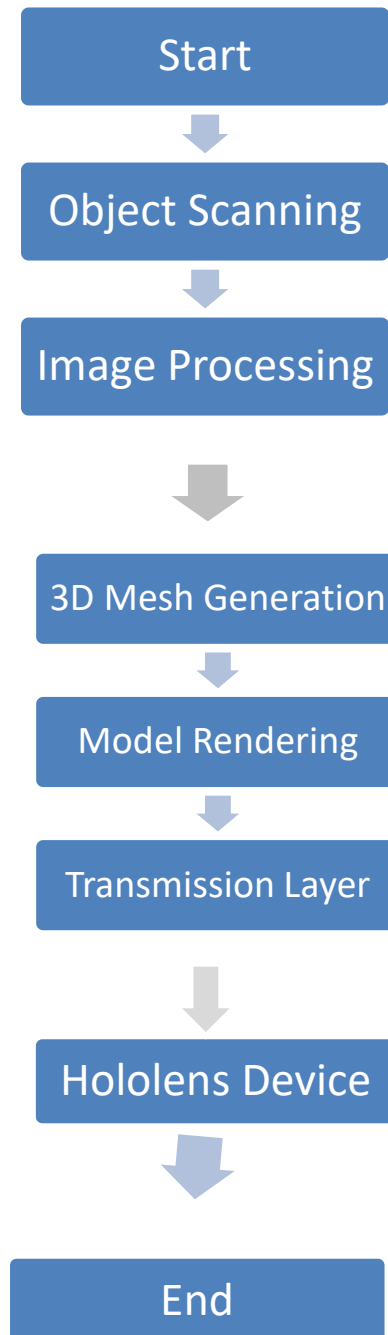 Start
Object Scanning
Image Processing
3D Mesh Generation
Model Rendering
Transmission Layer
Hololens Device
End